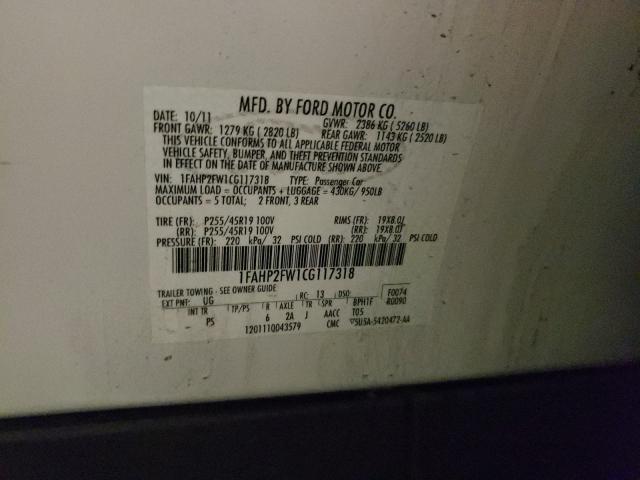 MFD. BY FORD MOTOR CO.
DATE: 10/11 GVWR: 2386 KG ( 5260 LB)
FRONT GAWR: 1279 KG ( 2820 LB) REAR GAWR: 1143 KG ( 2520 LB)
THIS VEHICLE CONFORMS TO ALL APPLICABLE FEDERAL MOTOR
VEHICLE SAFETY, BUMPER, AND THEFT PREVENTION STANDARDS
IN EFFECT ON THE DATE OF MANUFACTURE SHOWN ABOVE.
VIN: 1FAHP2FW1CG117318 TYPE: Passenger Car
MAXIMUM LOAD = OCCUPANTS + LUGGAGE = 430KG/ 950LB
OCCUPANTS = 5 TOTAL; 2 FRONT, 3 REAR
TIRE (FR): P255/45R19 100V RIMS (FR): 19X8.0J
(RR): P255/45R19 100V (RR): 19X8.0J
PRESSURE (FR): 220 kPa/ 32 PSI COLD (RR): 220 kPa/ 32 PSI COLD
1FAHP2FW1CG117318
TRAILER TOWING - SEE OWNER GUIDE. RC: 13 DSO: F0074
EXT PNT: UG R0090
INT TR TP/PS R AXLE TR SPR BPH1F
PS 6 2A J AACC T05
1201110043579 CMC 5U5A-5420472-AA